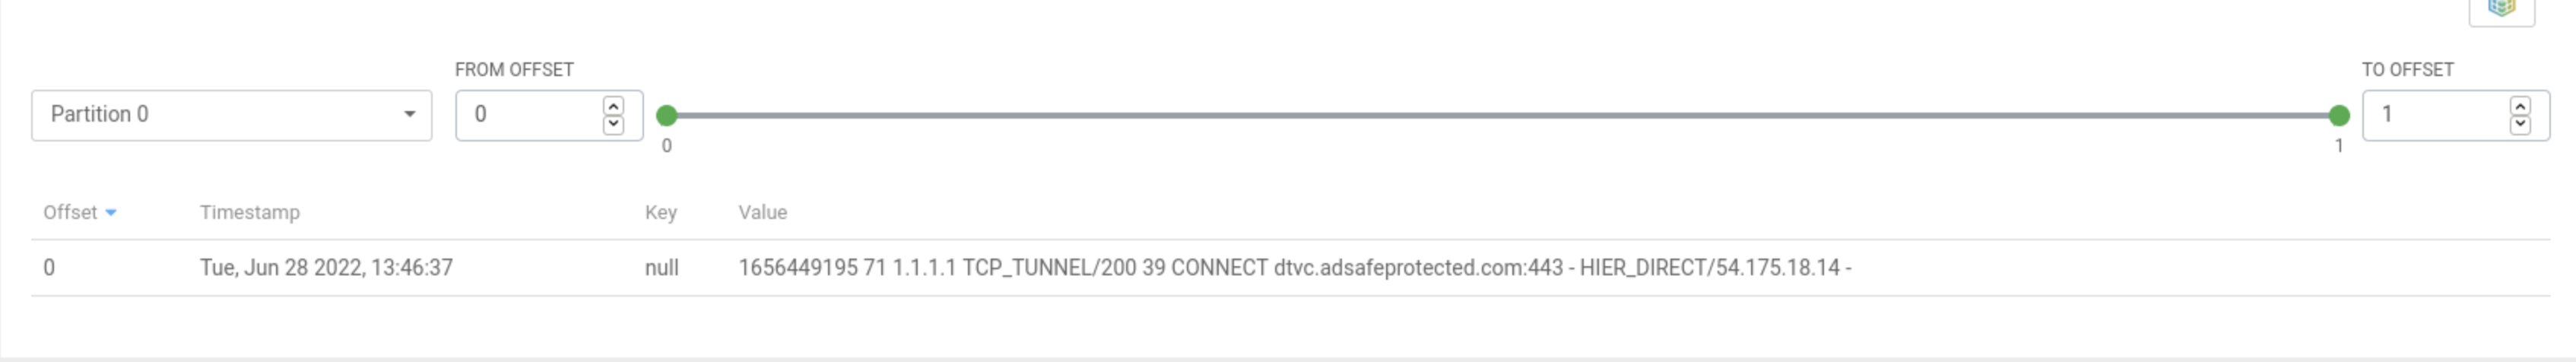 FROM OFFSET TO OFFSET
Partition 0 0 1
0 1
Offset Timestamp Key Value
0 Tue, Jun 28 2022, 13:46:37 null 1656449195 71 1.1.1.1 TCP_TUNNEL/200 39 CONNECT dtvc.adsafeprotected.com:443 - HIER_DIRECT/54.175.18.14 -